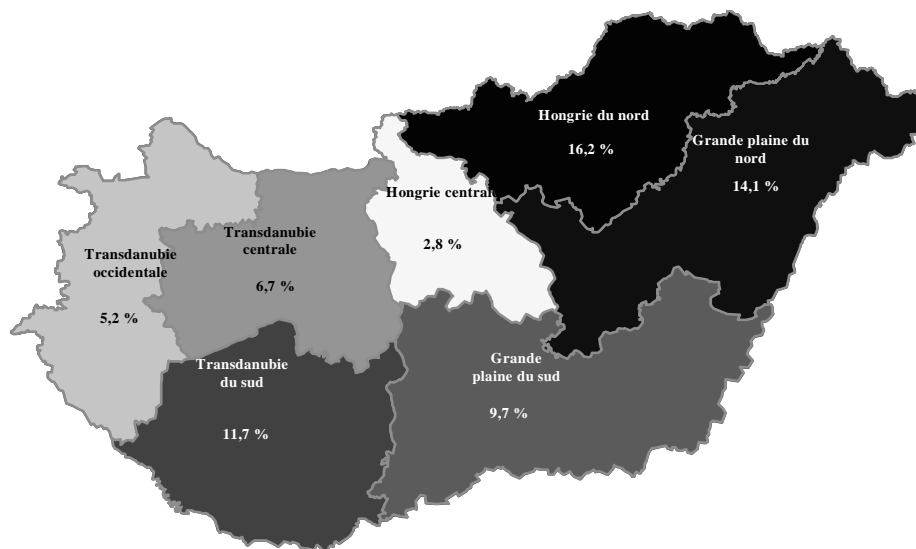 Hongrie du nord
16,2 %
Grande plaine du
nord
14,1 %
Hongrie centrale
2,8 %
Transdanubie
centrale
6,7 %
Transdanubie
occidentale
5,2 %
Transdanubie
du sud
11,7 %
Grande
plaine du sud
9,7 %